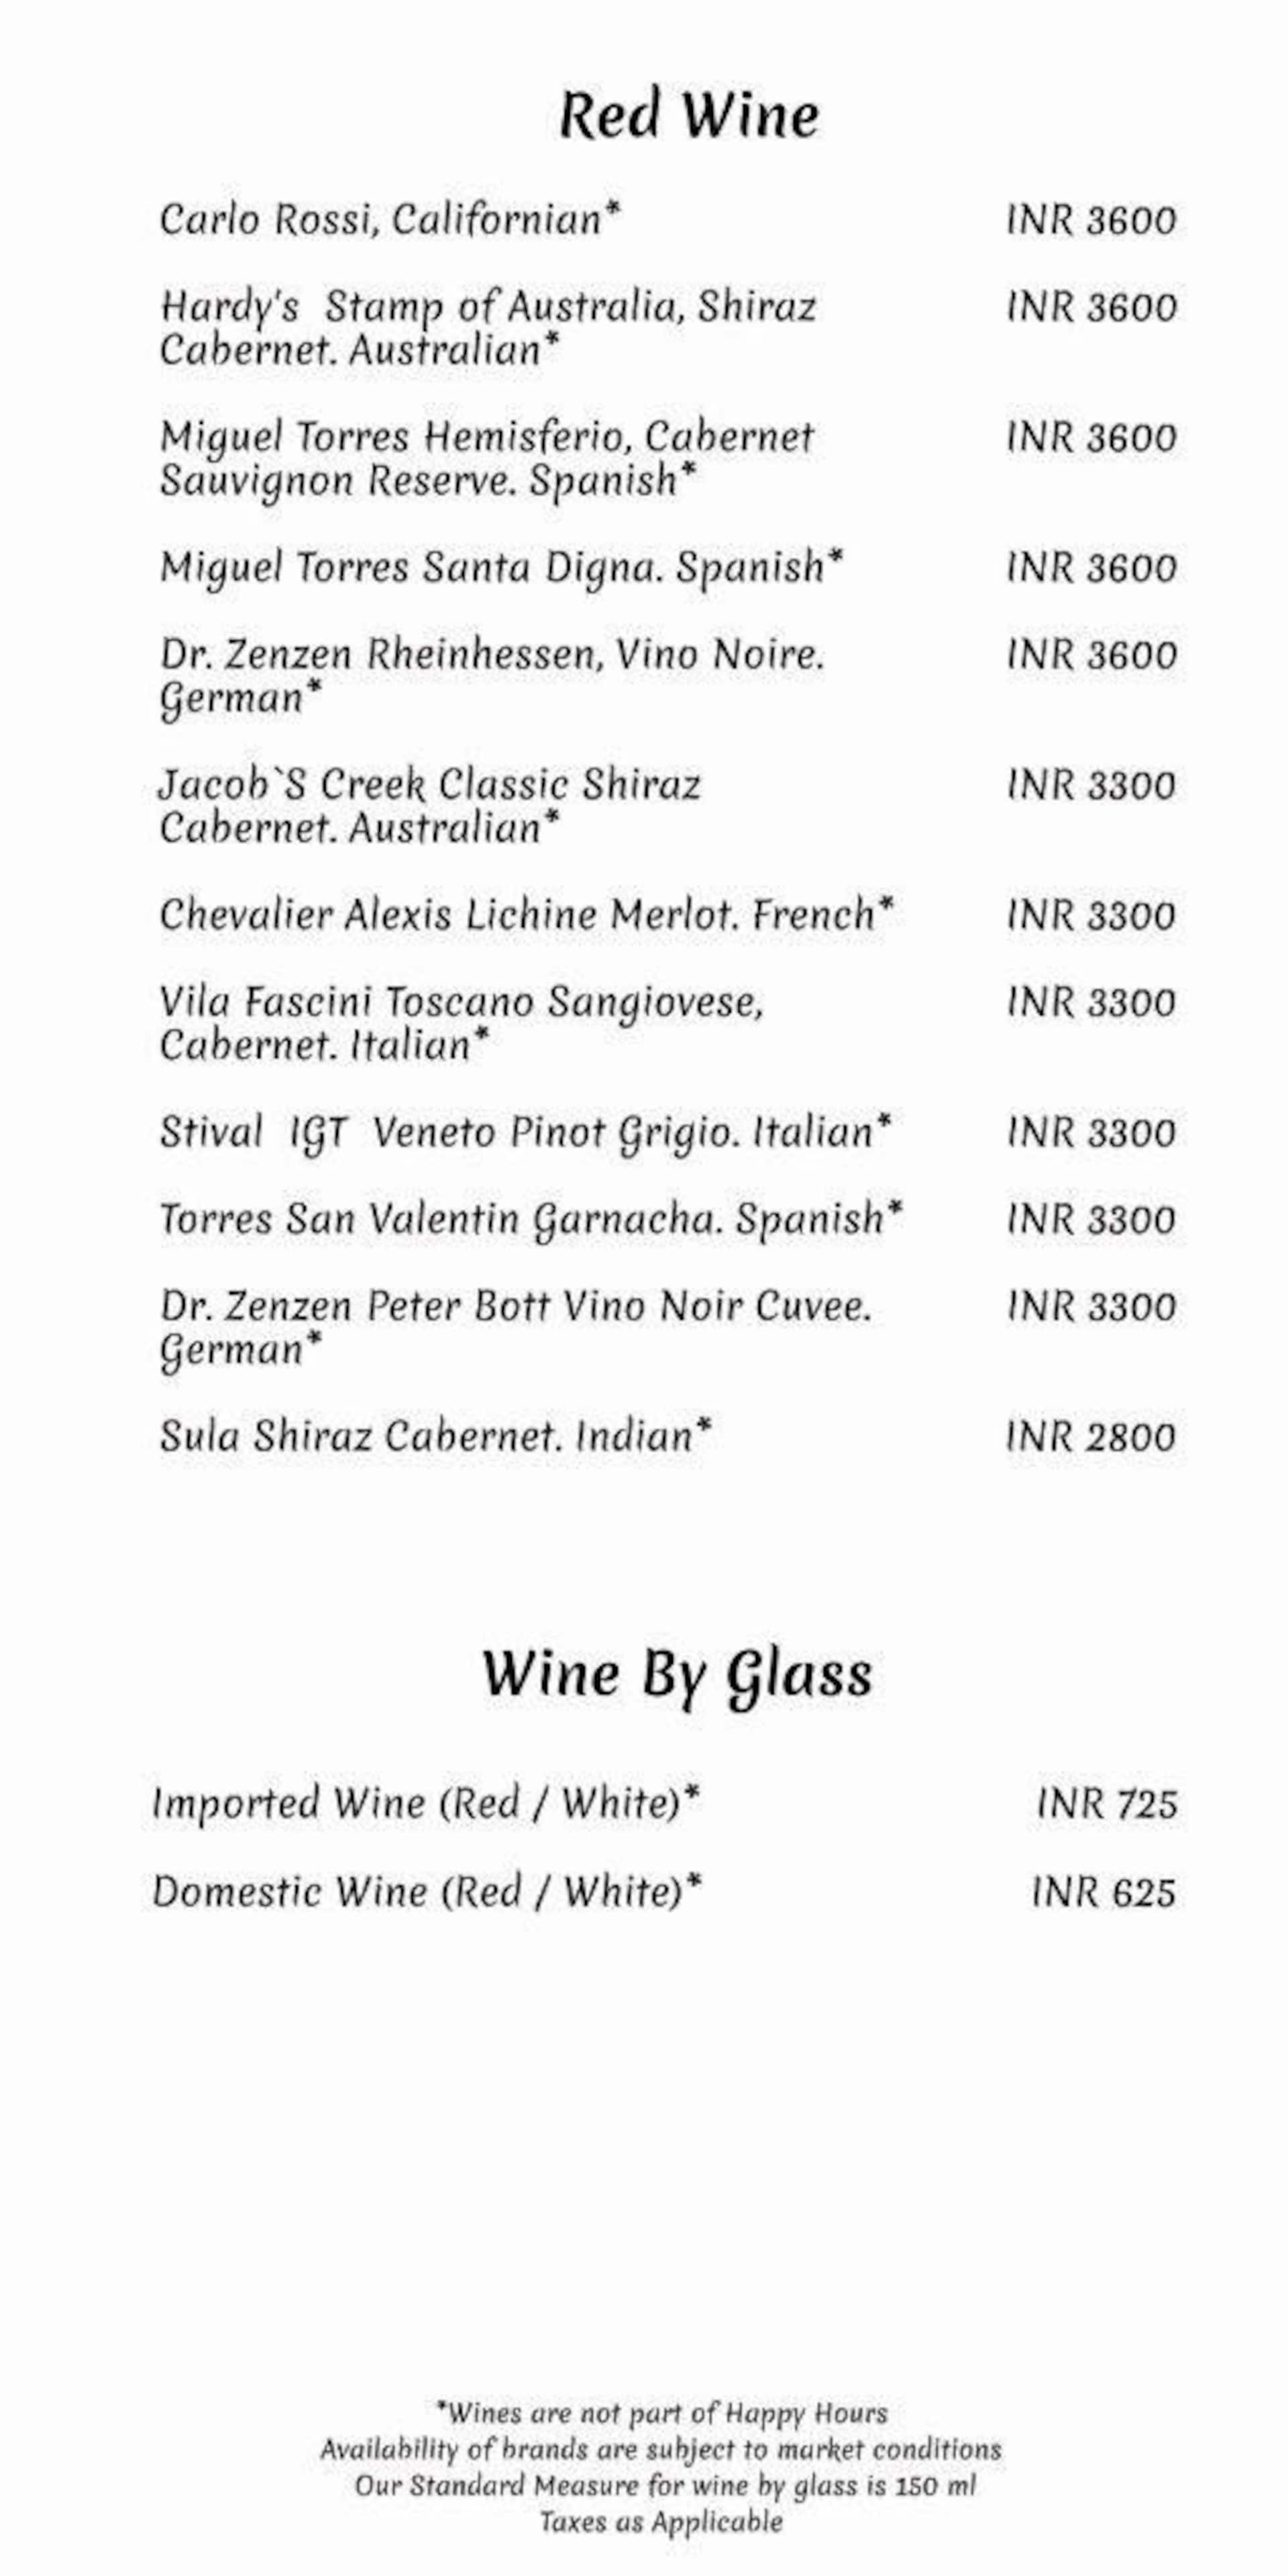 Red Wine
Carlo Rossi, Californian* INR 3600
Hardy's Stamp of Australia, Shiraz INR 3600
Cabernet. Australian*
Miguel Torres Hemisferio, Cabernet INR 3600
Sauvignon Reserve. Spanish*
Miguel Torres Santa Digna. Spanish* INR 3600
Dr. Zenzen Rheinhessen, Vino Noire. INR 3600
German*
Jacob`S Creek Classic Shiraz INR 3300
Cabernet. Australian*
Chevalier Alexis Lichine Merlot. French* INR 3300
Vila Fascini Toscano Sangiovese, INR 3300
Cabernet. Italian*
Stival IGT Veneto Pinot Grigio. Italian* INR 3300
Torres San Valentin Garnacha. Spanish* INR 3300
Dr. Zenzen Peter Bott Vino Noir Cuvee. INR 3300
German*
Sula Shiraz Cabernet. Indian* INR 2800
Wine By Glass
Imported Wine (Red / White)* INR 725
Domestic Wine (Red / White)* INR 625
*Wines are not part of Happy Hours
Availability of brands are subject to market conditions
Our Standard Measure for wine by glass is 150 ml
Taxes as Applicable